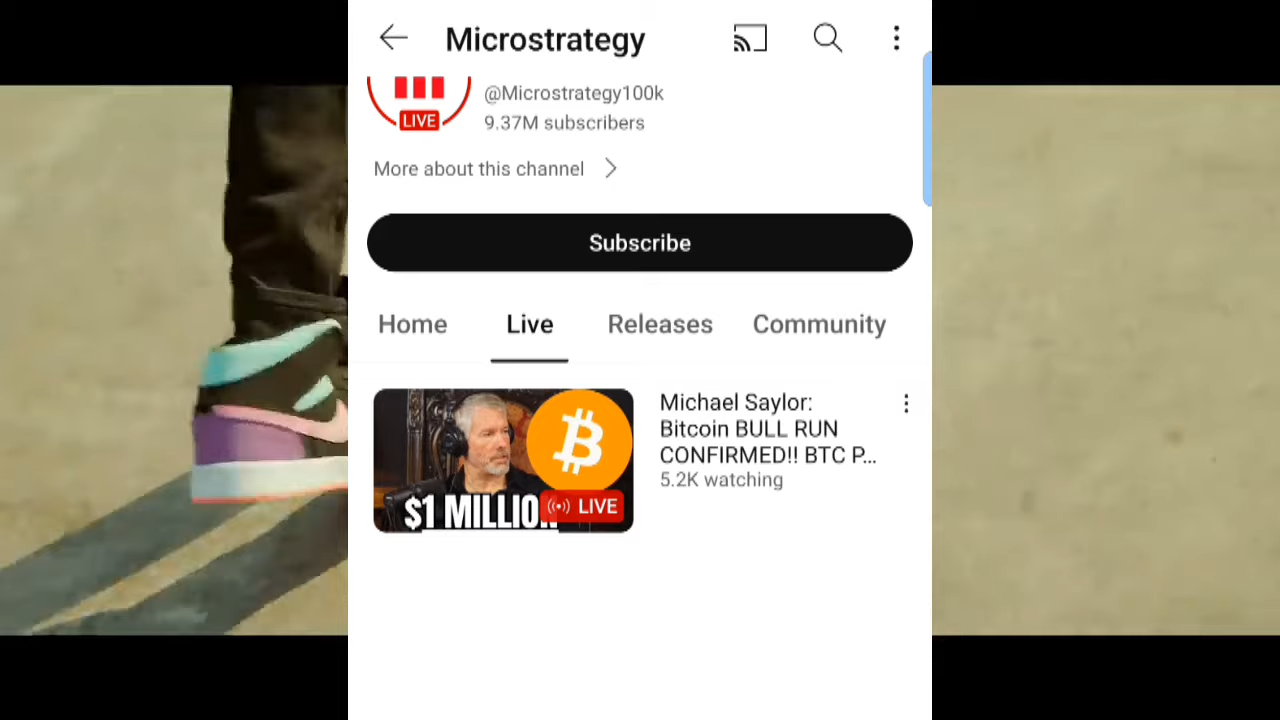 Microstrategy
LIVE
@Microstrategy100k
9.37M subscribers
More about this channel
Subscribe
Home Live Releases Community
$1 MILLIO
LIVE
Michael Saylor:
Bitcoin BULL RUN
CONFIRMED!! BTC P...
5.2K watching